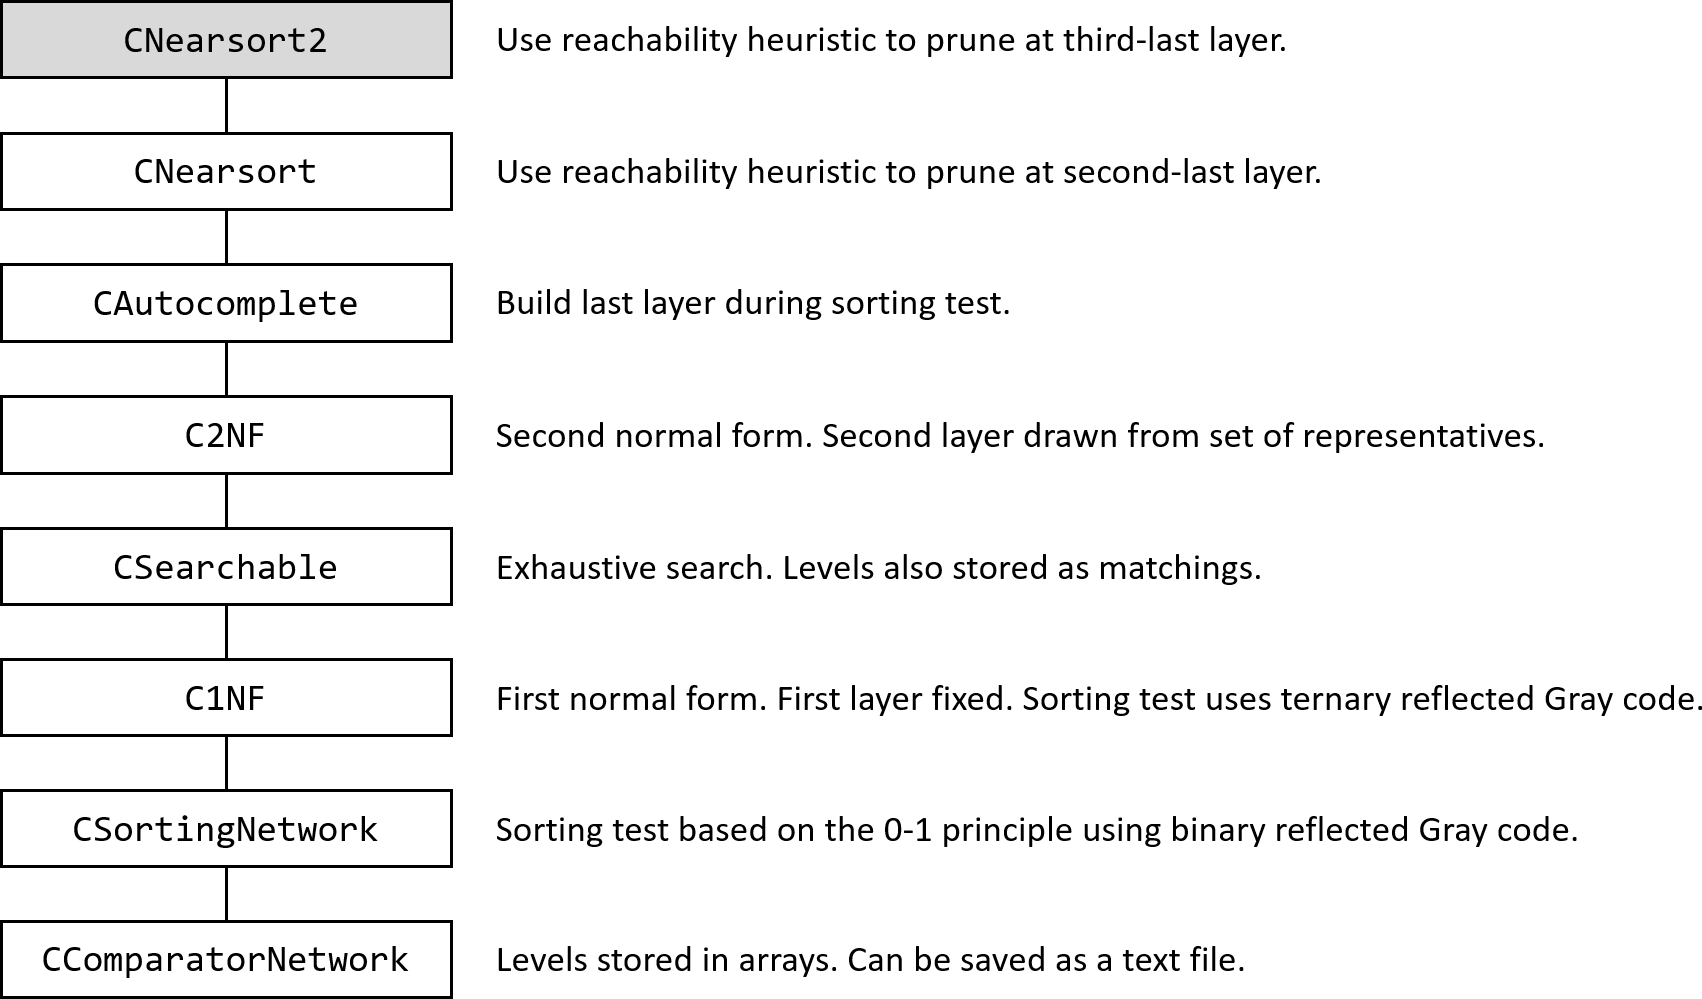 CNearsort2 Use reachability heuristic to prune at third-last layer.
CNearsort Use reachability heuristic to prune at second-last layer.
CAutocomplete Build last layer during sorting test.
C2NF Second normal form. Second layer drawn from set of representatives.
CSearchable Exhaustive search. Levels also stored as matchings.
C1NF First normal form. First layer fixed. Sorting test uses ternary reflected Gray code.
CSortingNetwork Sorting test based on the 0-1 principle using binary reflected Gray code.
CComparatorNetwork Levels stored in arrays. Can be saved as a text file.